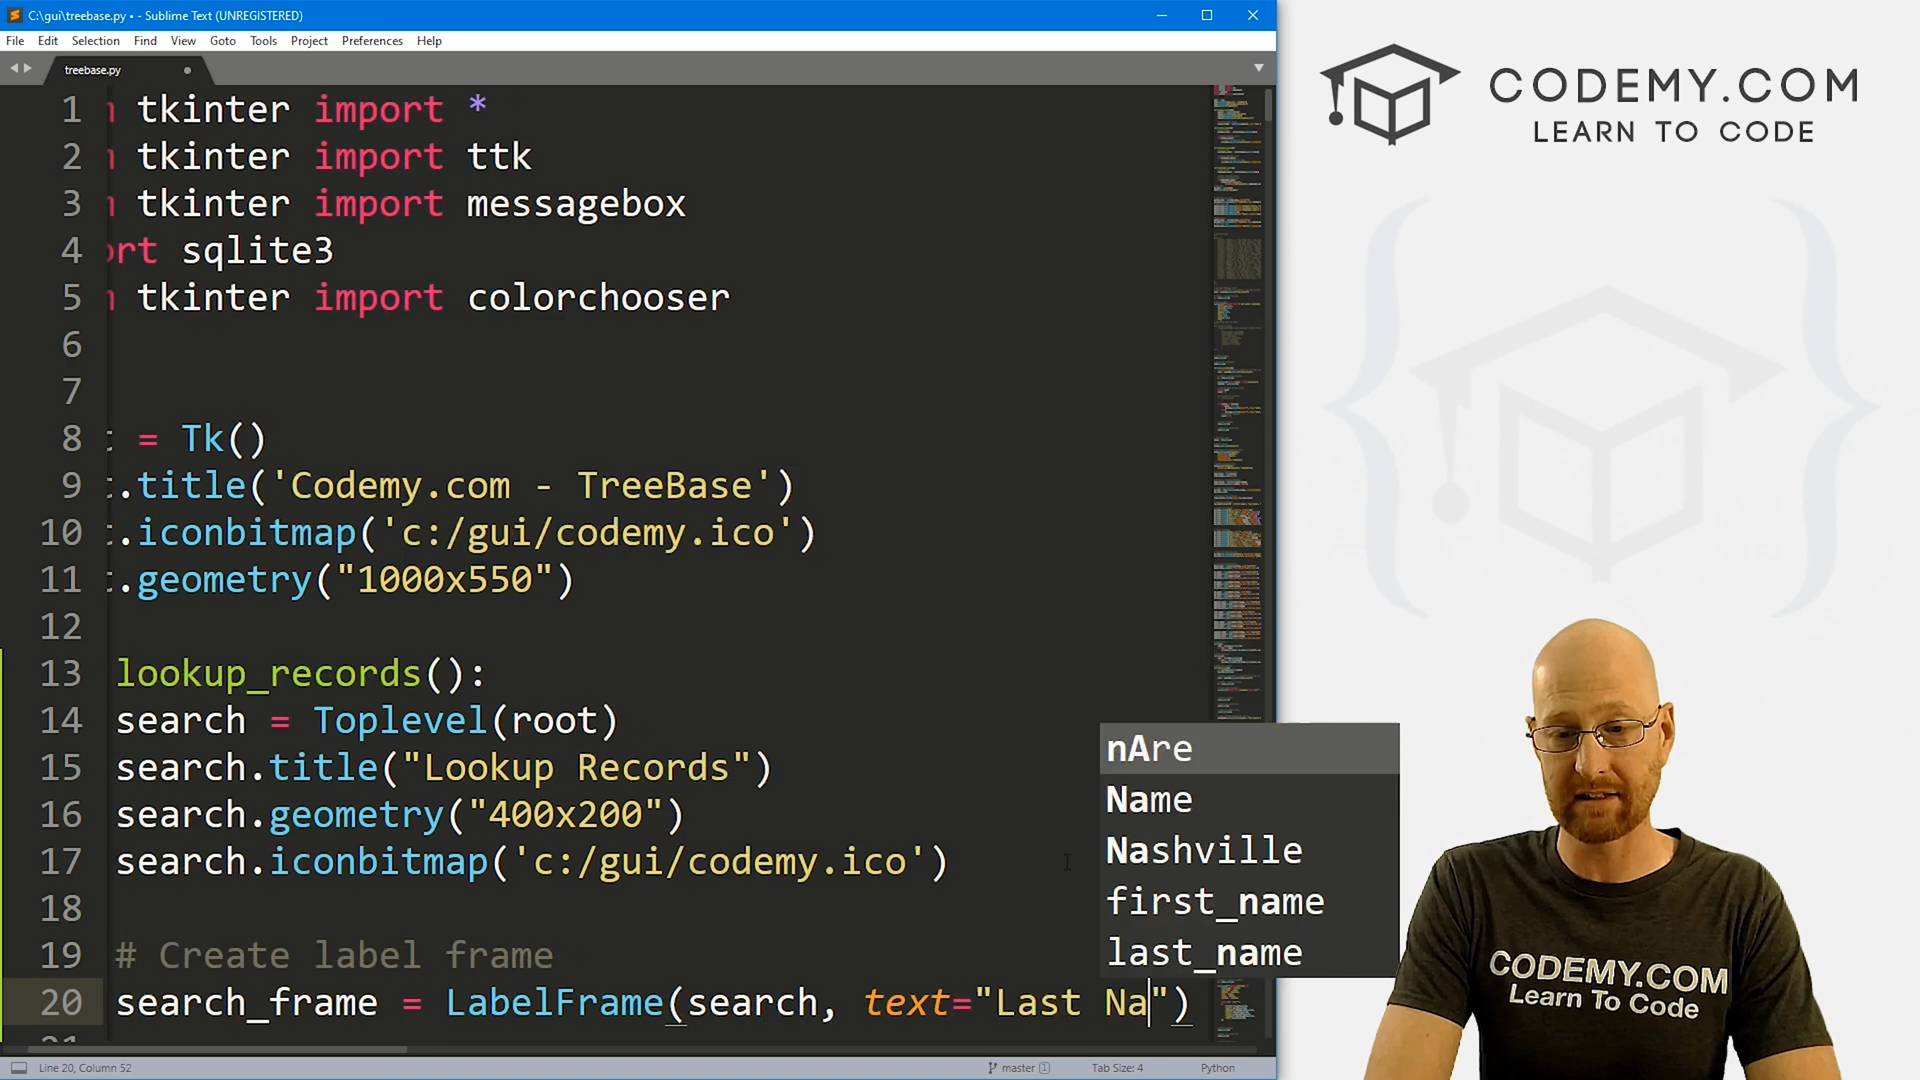 C:\gui\treebase.py • - Sublime Text (UNREGISTERED)
File Edit Selection Find View Goto Tools Project Preferences Help
treebase.py
1 tkinter import *
2 tkinter import ttk
3 tkinter import messagebox
4 ort sqlite3
5 tkinter import colorchooser
6
7
8 t = Tk()
9 t.title('Codemy.com - TreeBase')
10 t.iconbitmap('c:/gui/codemy.ico')
11 t.geometry("1000x550")
12
13 lookup_records():
14 search = Toplevel(root)
15 search.title("Lookup Records")
16 search.geometry("400x200")
17 search.iconbitmap('c:/gui/codemy.ico')
18
19 # Create label frame
20 search_frame = LabelFrame(search, text="Last Na")
nAre
Name
Nashville
first_name
last_name
Line 20, Column 52
master 1
Tab Size: 4
Python
CODEMY.COM
LEARN TO CODE
CODEMY.COM
Learn To Code